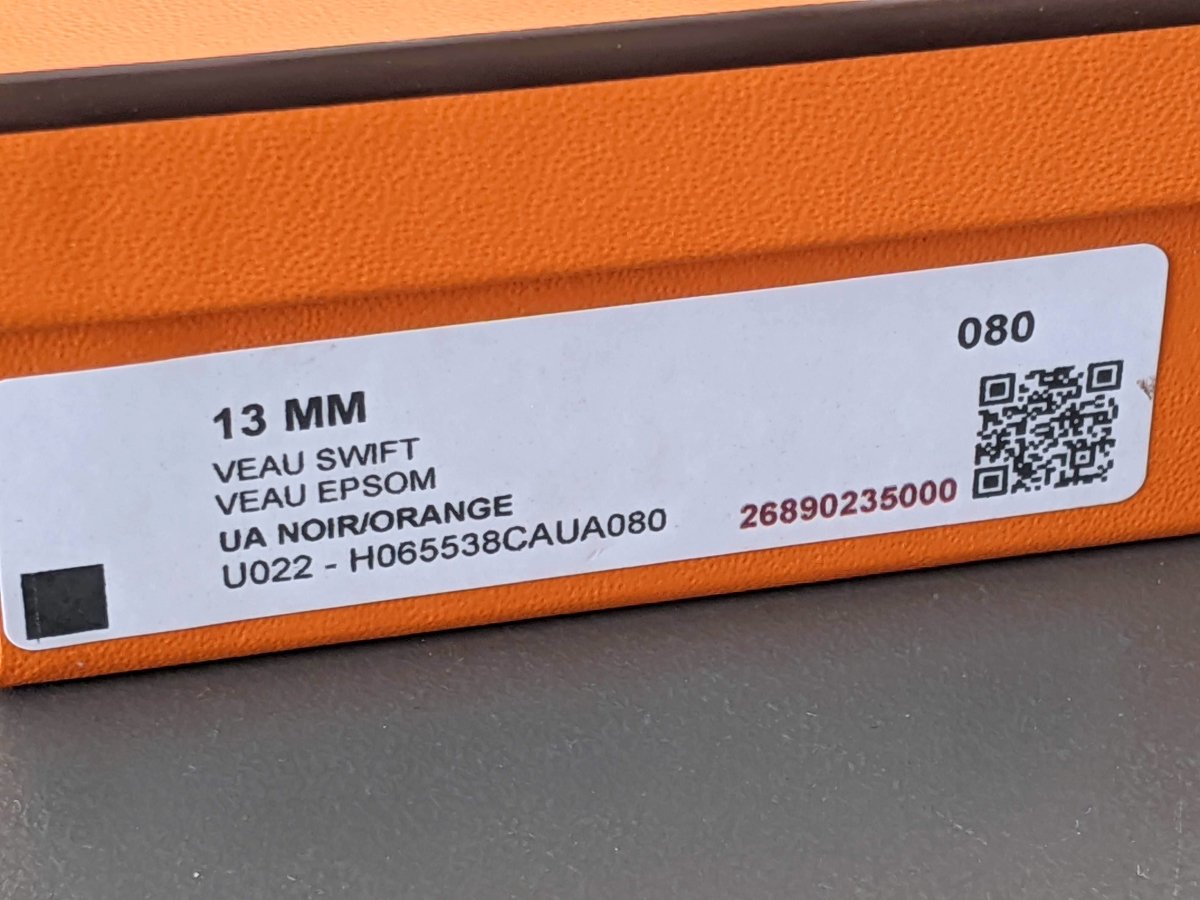 080
13 MM
VEAU SWIFT
VEAU EPSOM
UA NOIR/ORANGE
U022 - H065538CAUA080
26890235000